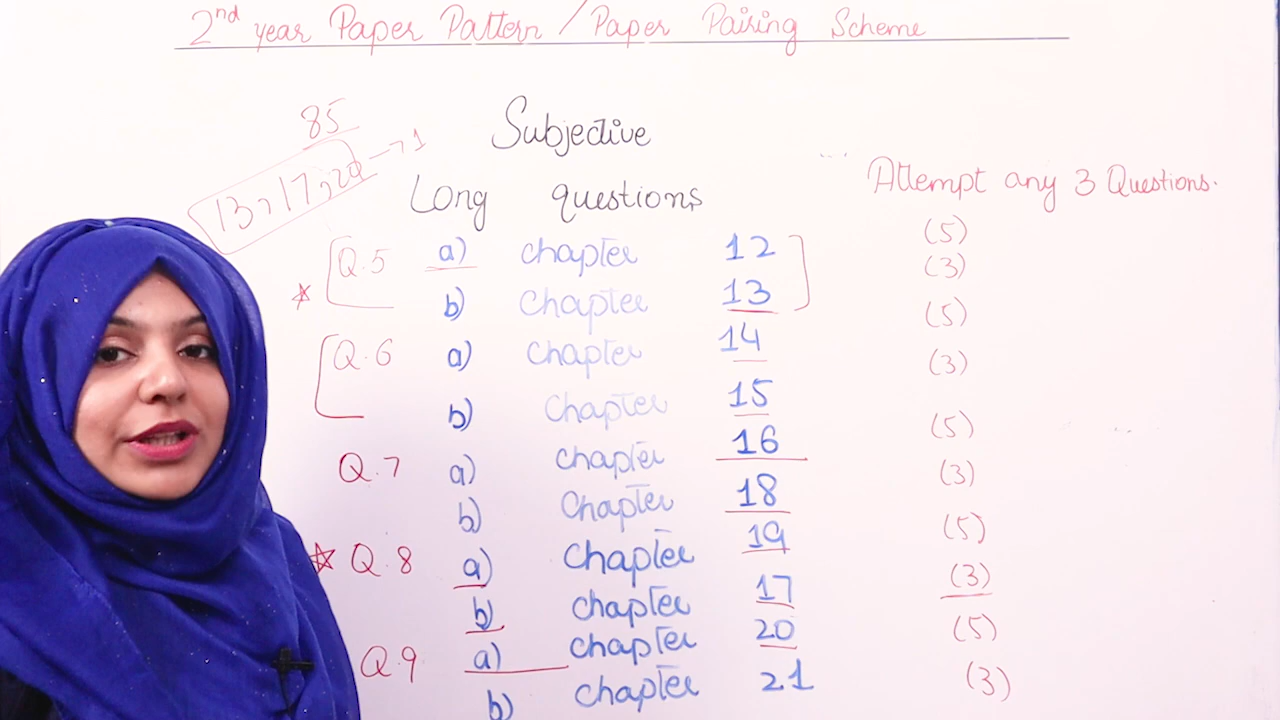 2nd year Paper Pattern / Paper Pairing Scheme
85
13, 17, 20 → 1
Subjective
Long questions
Attempt any 3 Questions.
Q.5 a) chapter 12 (5)
b) Chapter 13 (3)
Q.6 a) Chapter 14 (5)
b) Chapter 15 (3)
Q.7 a) chapter 16 (5)
b) Chapter 18 (3)
Q.8 a) Chapter 19 (5)
b) chapter 17 (3)
Q.9 a) chapter 20 (5)
b) chapter 21 (3)